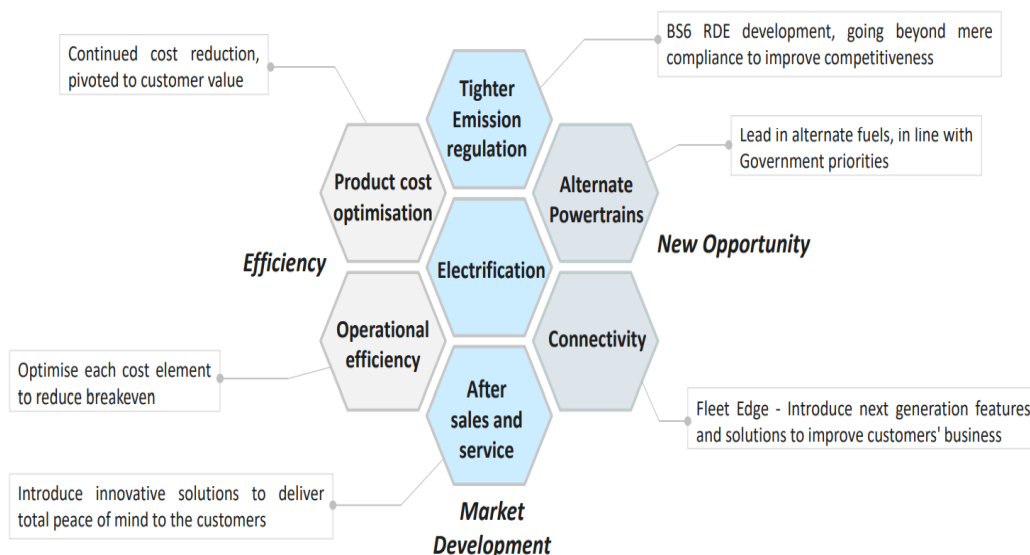 Continued cost reduction,
pivoted to customer value
BS6 RDE development, going beyond mere
compliance to improve competitiveness
Tighter
Emission
regulation
Lead in alternate fuels, in line with
Government priorities
Product cost
optimisation
Alternate
Powertrains
Efficiency
Electrification
New Opportunity
Operational
efficiency
Connectivity
Optimise each cost element
to reduce breakeven
After
sales and
service
Fleet Edge - Introduce next generation features
and solutions to improve customers' business
Introduce innovative solutions to deliver
total peace of mind to the customers
Market
Development